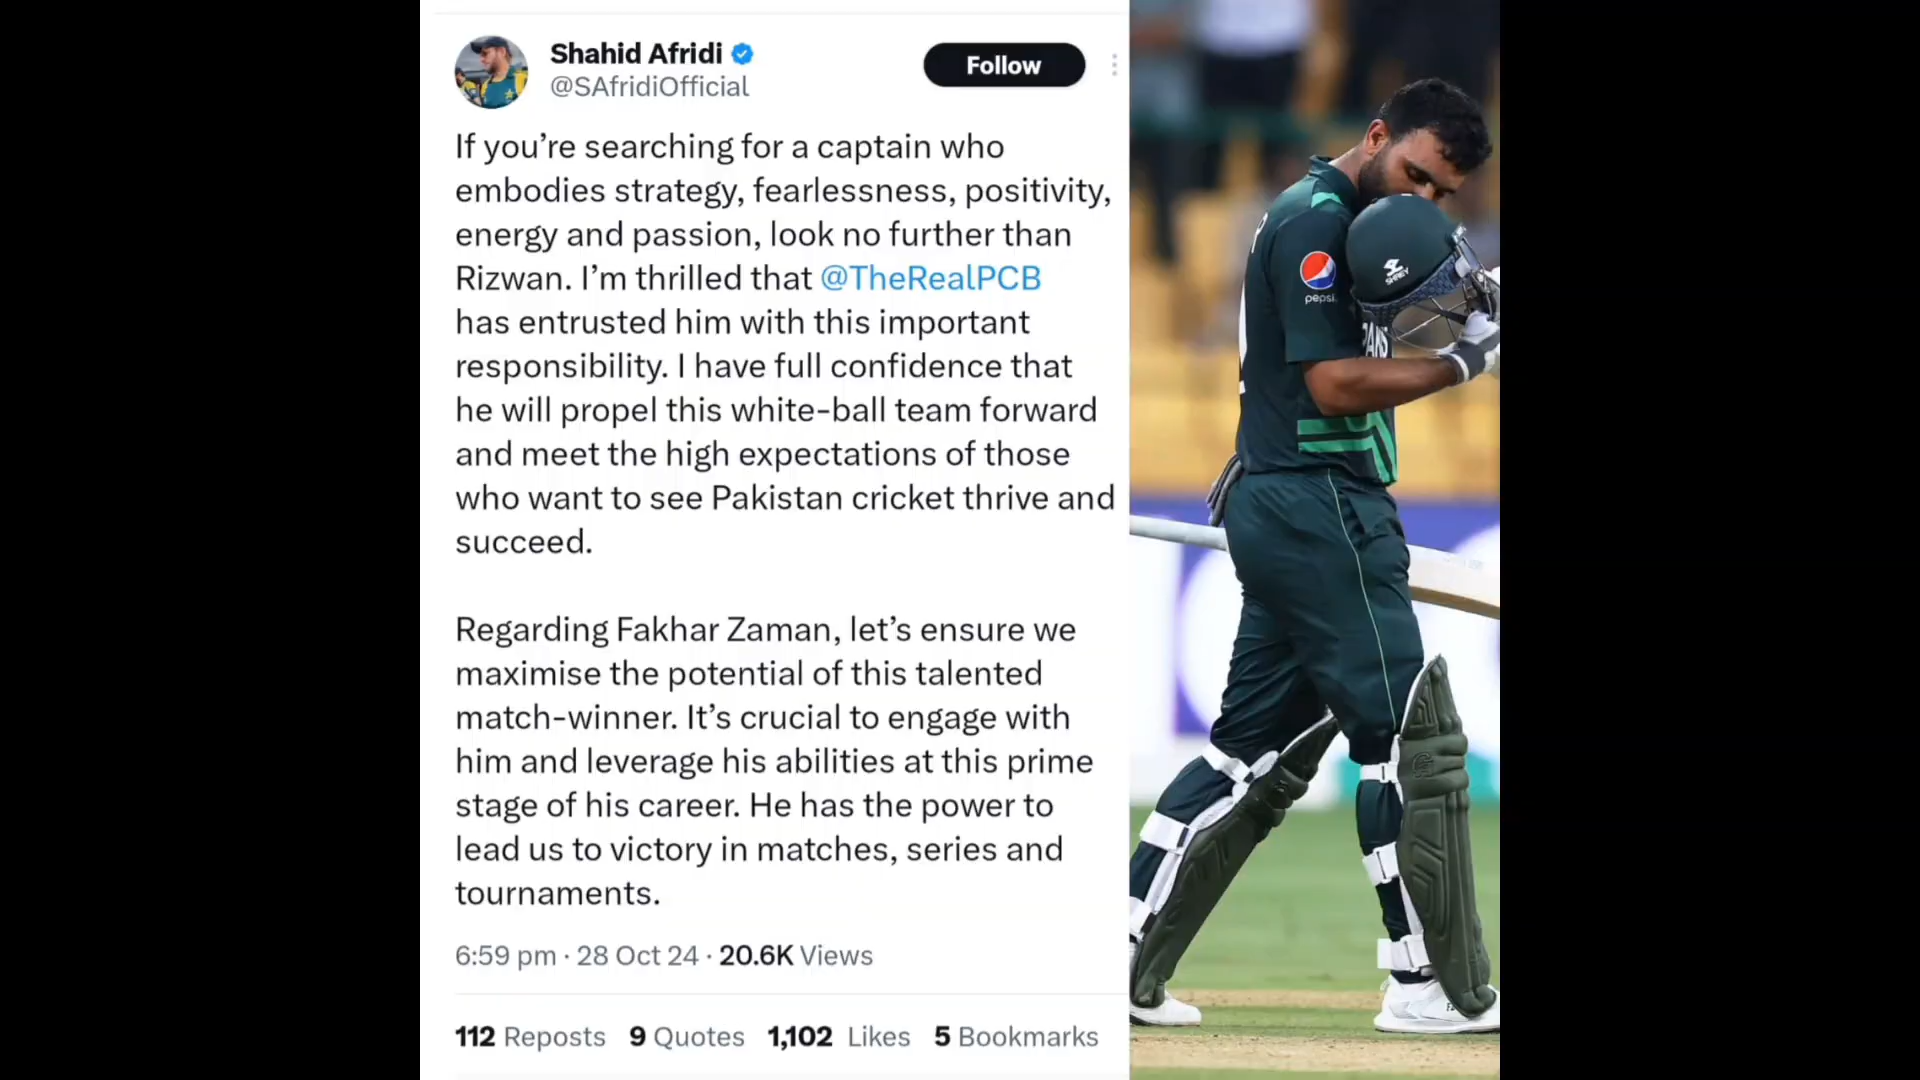 Shahid Afridi
@SAfridiOfficial
Follow
If you’re searching for a captain who
embodies strategy, fearlessness, positivity,
energy and passion, look no further than
Rizwan. I’m thrilled that @TheRealPCB
has entrusted him with this important
responsibility. I have full confidence that
he will propel this white-ball team forward
and meet the high expectations of those
who want to see Pakistan cricket thrive and
succeed.
Regarding Fakhar Zaman, let’s ensure we
maximise the potential of this talented
match-winner. It’s crucial to engage with
him and leverage his abilities at this prime
stage of his career. He has the power to
lead us to victory in matches, series and
tournaments.
6:59 pm · 28 Oct 24 · 20.6K Views
112 Reposts 9 Quotes 1,102 Likes 5 Bookmarks
SHREY
pepsi